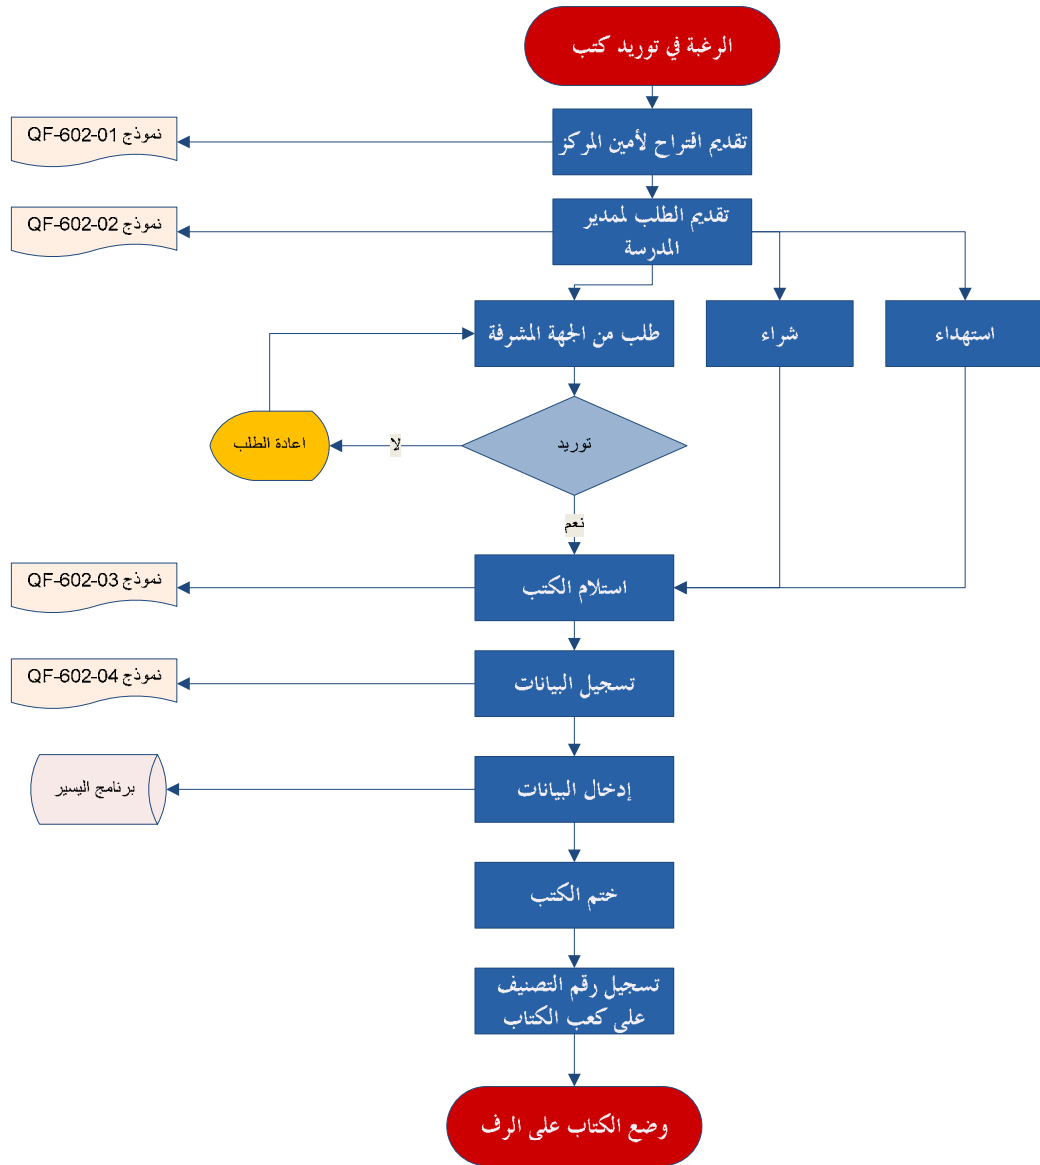 الرغبة في توريد كتب
تقديم اقتراح لأمين المركز
نموذج QF-602-01
تقديم الطلب لمدير
المدرسة
نموذج QF-602-02
استهداء
شراء
طلب من الجهة المشرفة
توريد
لا
اعادة الطلب
نعم
استلام الكتب
نموذج QF-602-03
تسجيل البيانات
نموذج QF-602-04
إدخال البيانات
برنامج اليسير
ختم الكتب
تسجيل رقم التصنيف
على كعب الكتاب
وضع الكتاب على الرف